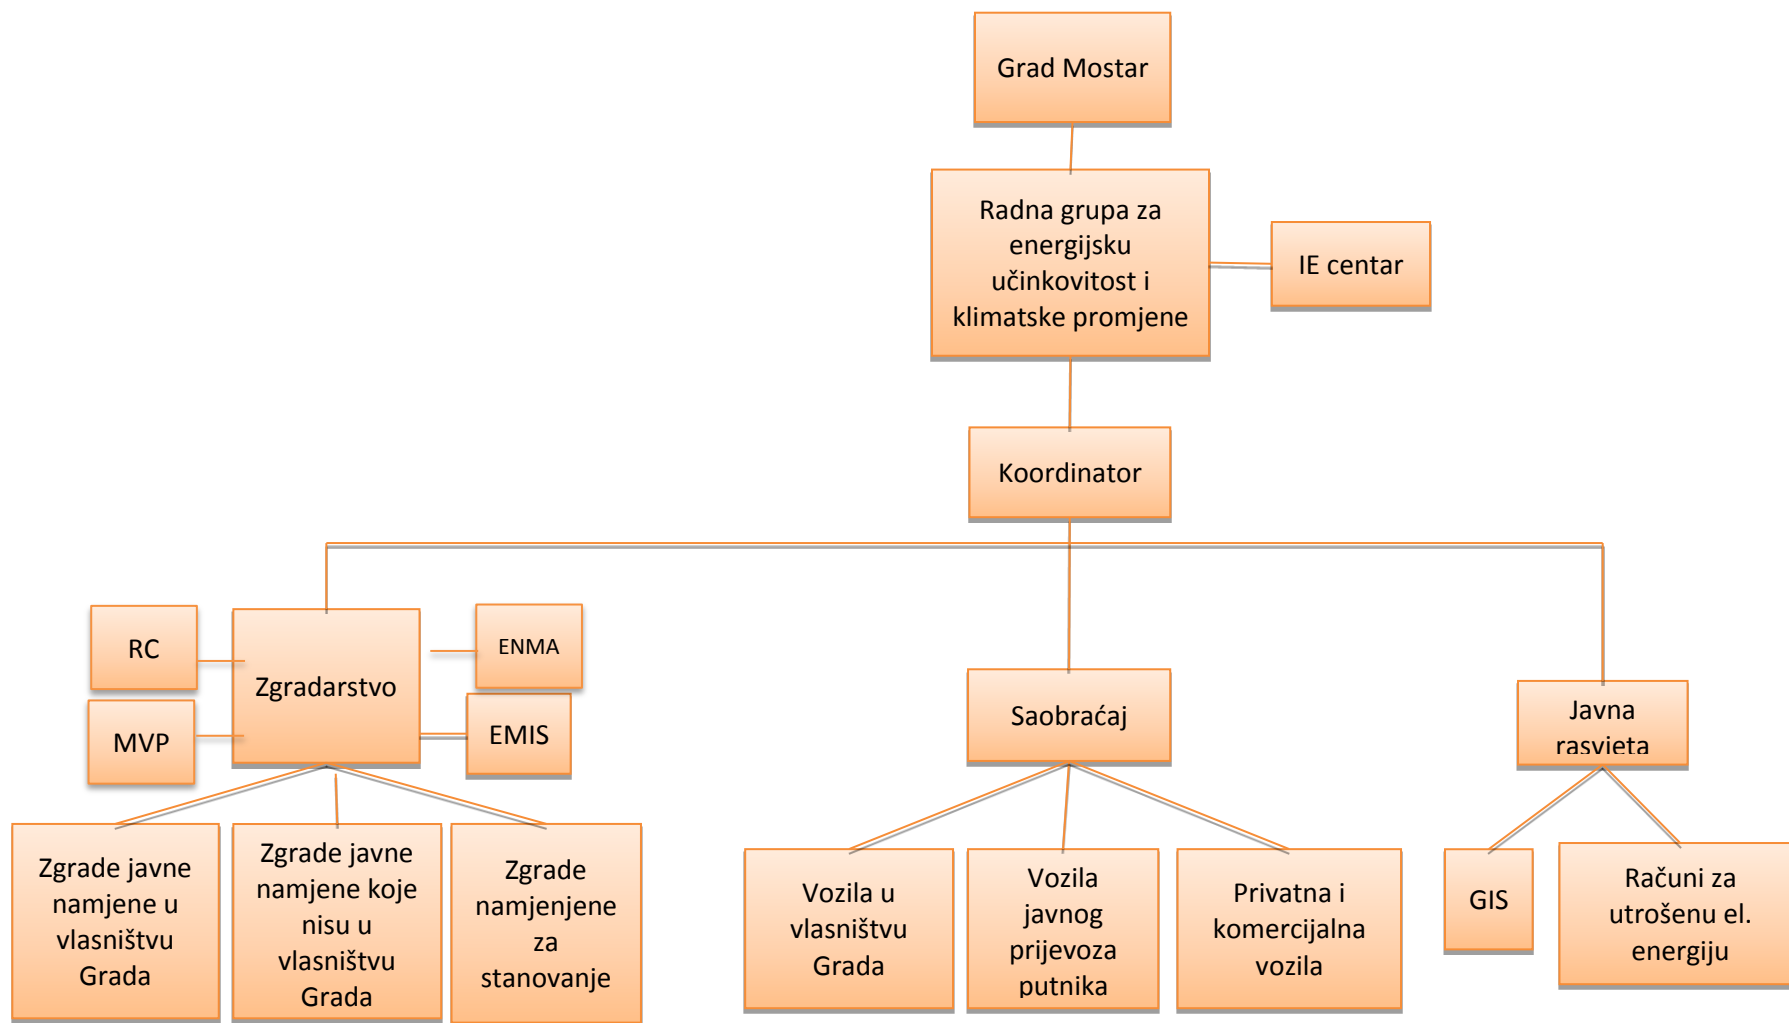 Grad Mostar
Radna grupa za
energijsku
učinkovitost i
klimatske promjene
IE centar
Koordinator
RC
MVP
Zgradarstvo
ENMA
EMIS
Saobraćaj
Javna
rasvjeta
Zgrade javne
namjene u
vlasništvu
Grada
Zgrade javne
namjene koje
nisu u
vlasništvu
Grada
Zgrade
namjenjene
za
stanovanje
Vozila u
vlasništvu
Grada
Vozila
javnog
prijevoza
putnika
Privatna i
komercijalna
vozila
GIS
Računi za
utrošenu el.
energiju